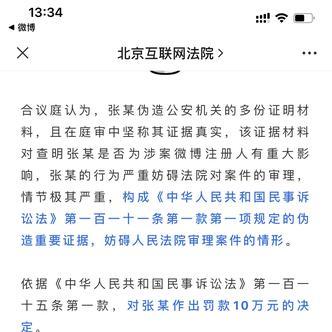 13:34
◀ 微博
北京互联网法院 >
合议庭认为，张某伪造公安机关的多份证明材
料，且在庭审中坚称其证据真实，该证据材料
对查明张某是否为涉案微博注册人有重大影
响，张某的行为严重妨碍法院对案件的审理，
情节极其严重，构成《中华人民共和国民事诉
讼法》第一百一十一条第一款第一项规定的伪
造重要证据，妨碍人民法院审理案件的情形。
依据《中华人民共和国民事诉讼法》第一百一
十五条第一款，对张某作出罚款10万元的决
定。